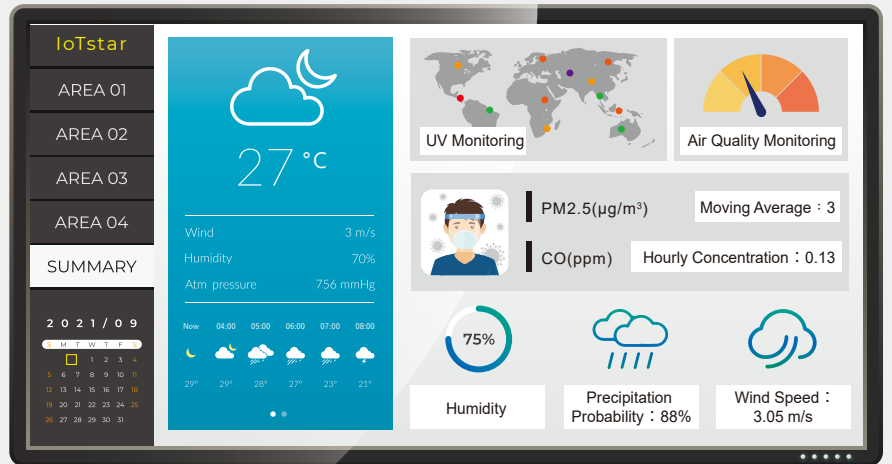 IoTstar
AREA 01
AREA 02
AREA 03
AREA 04
SUMMARY
2021/09
S M T W T F S
1 2 3 4
5 6 7 8 9 10 11
12 13 14 15 16 17 18
19 20 21 22 23 24 25
26 27 28 29 30 31
27 °C
Wind 3 m/s
Humidity 70%
Atm pressure 756 mmHg
Now 04:00 05:00 06:00 07:00 08:00
29° 29° 28° 27° 23° 21°
UV Monitoring
Air Quality Monitoring
PM2.5(μg/m³) Moving Average：3
CO(ppm) Hourly Concentration：0.13
75%
Humidity
Precipitation
Probability：88%
Wind Speed：
3.05 m/s